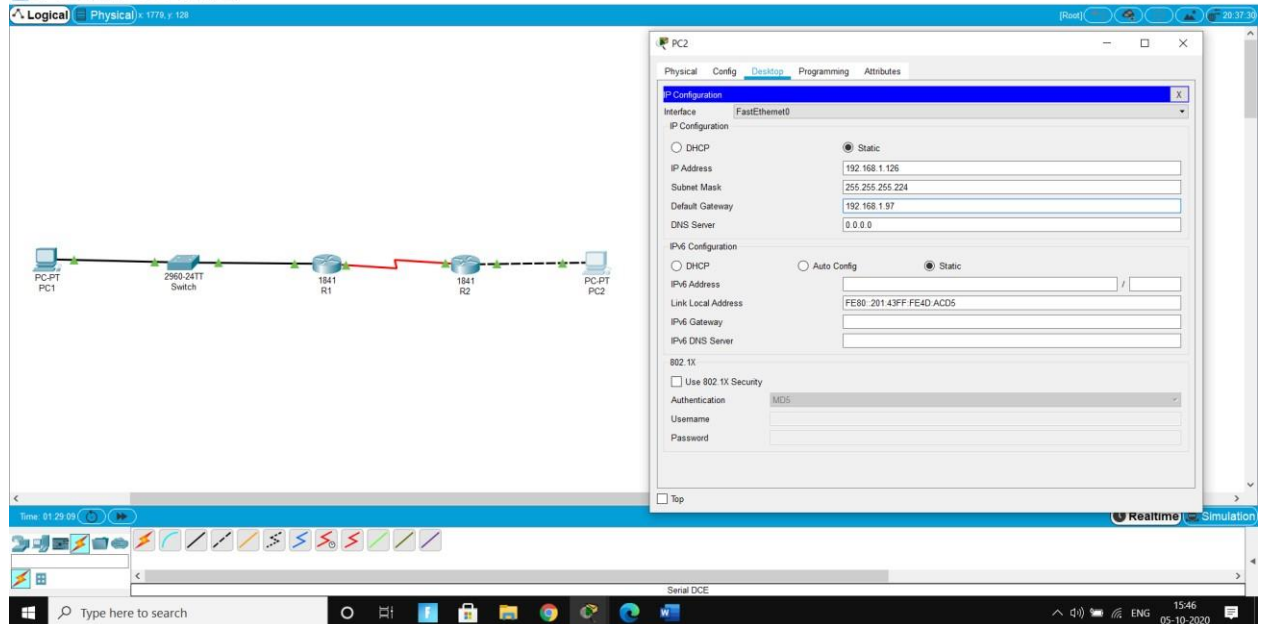 Logical Physical x: 1779, y: 128 [Root] 20:37:30
PC2
Physical Config Desktop Programming Attributes
IP Configuration X
Interface FastEthernet0
IP Configuration
DHCP Static
IP Address 192.168.1.126
Subnet Mask 255.255.255.224
Default Gateway 192.168.1.97
DNS Server 0.0.0.0
IPv6 Configuration
DHCP Auto Config Static
IPv6 Address /
Link Local Address FE80::201:43FF:FE4D:ACD5
IPv6 Gateway
IPv6 DNS Server
802.1X
Use 802.1X Security
Authentication MD5
Username
Password
Top
PC-PT
PC1
2960-24TT
Switch
1841
R1
1841
R2
PC-PT
PC2
Time: 01:29:09 Realtime Simulation
Serial DCE
Type here to search ENG 15:46
05-10-2020